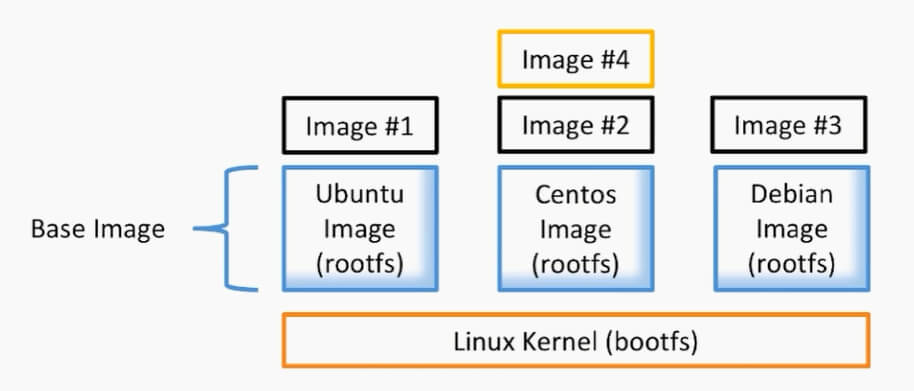 Image #4
Image #1
Image #2
Image #3
Base Image
Ubuntu
Image
(rootfs)
Centos
Image
(rootfs)
Debian
Image
(rootfs)
Linux Kernel (bootfs)